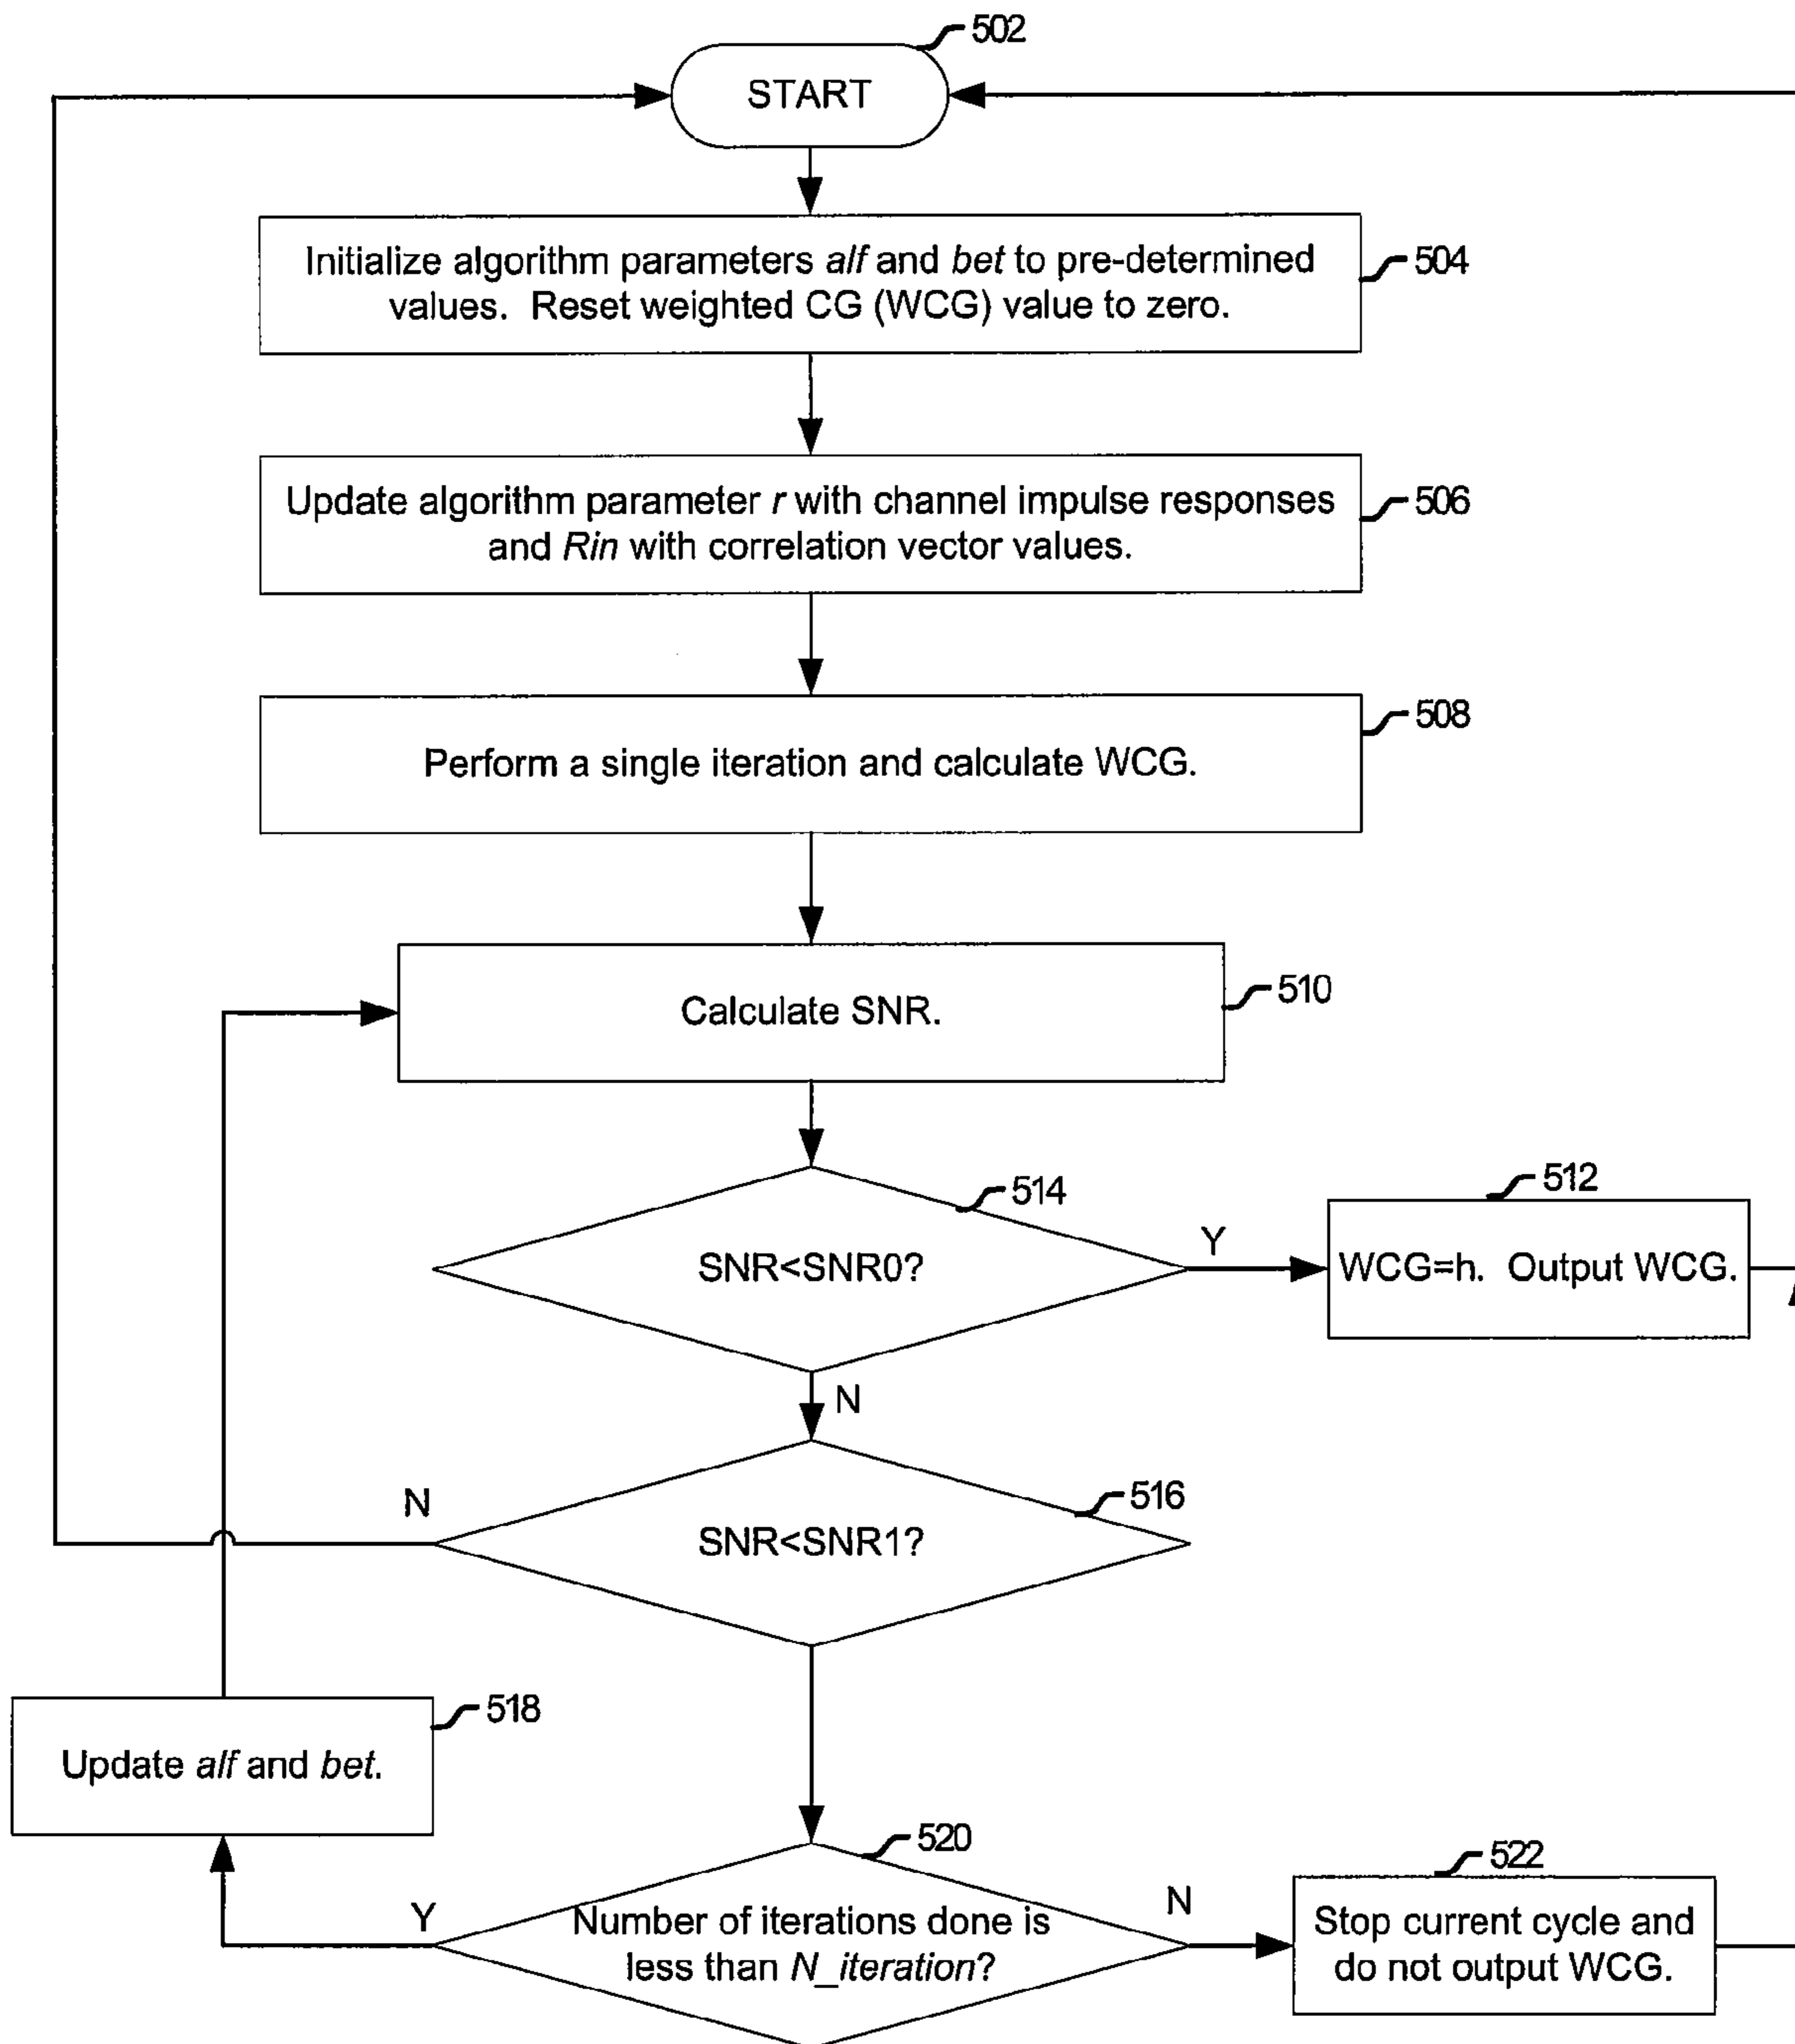 502
START
Initialize algorithm parameters alf and bet to pre-determined
values. Reset weighted CG (WCG) value to zero.
504
Update algorithm parameter r with channel impulse responses
and Rin with correlation vector values.
506
Perform a single iteration and calculate WCG.
508
Calculate SNR.
510
514
SNR<SNR0?
Y
512
WCG=h. Output WCG.
N
516
SNR<SNR1?
N
518
Update alf and bet.
520
Number of iterations done is
less than N_iteration?
Y
N
522
Stop current cycle and
do not output WCG.